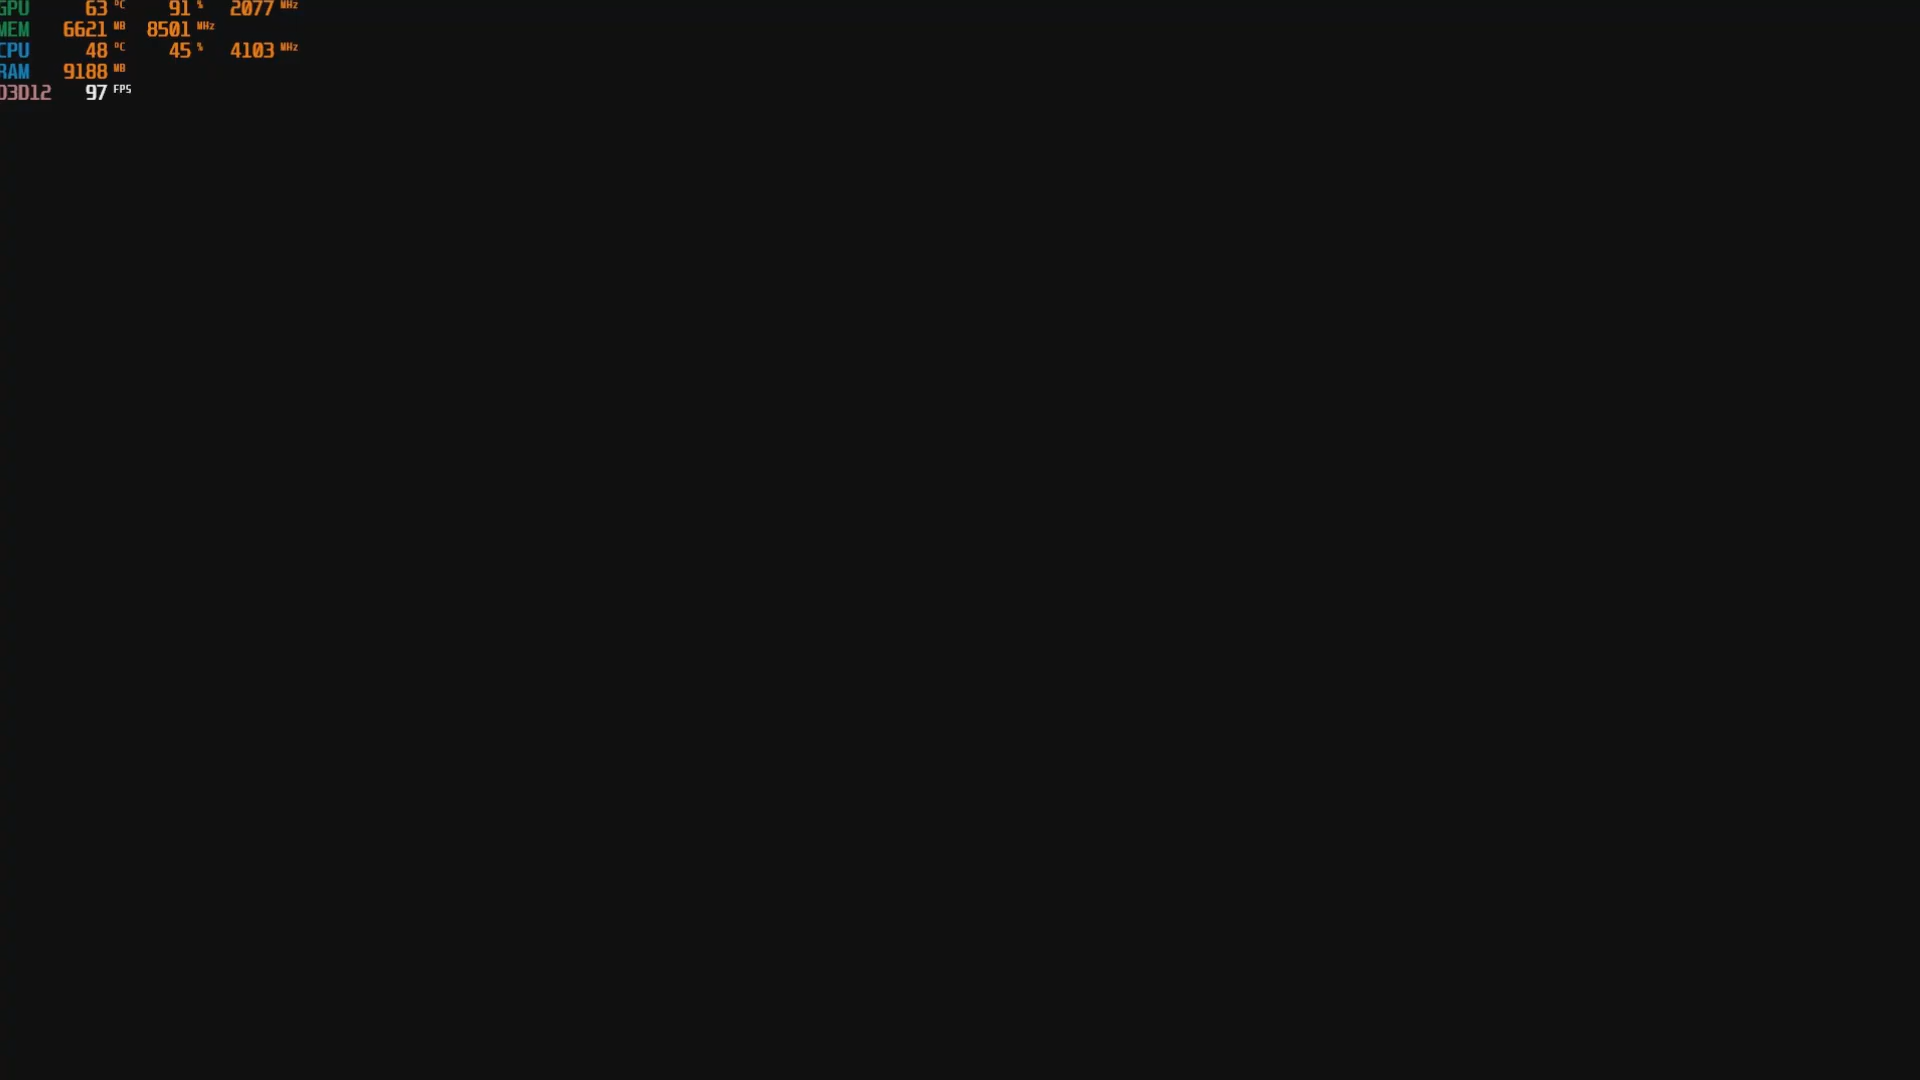 GPU 63 °C 91 % 2077 MHz
MEM 6621 MB 8501 MHz
CPU 48 °C 45 % 4103 MHz
RAM 9188 MB
D3D12 97 FPS